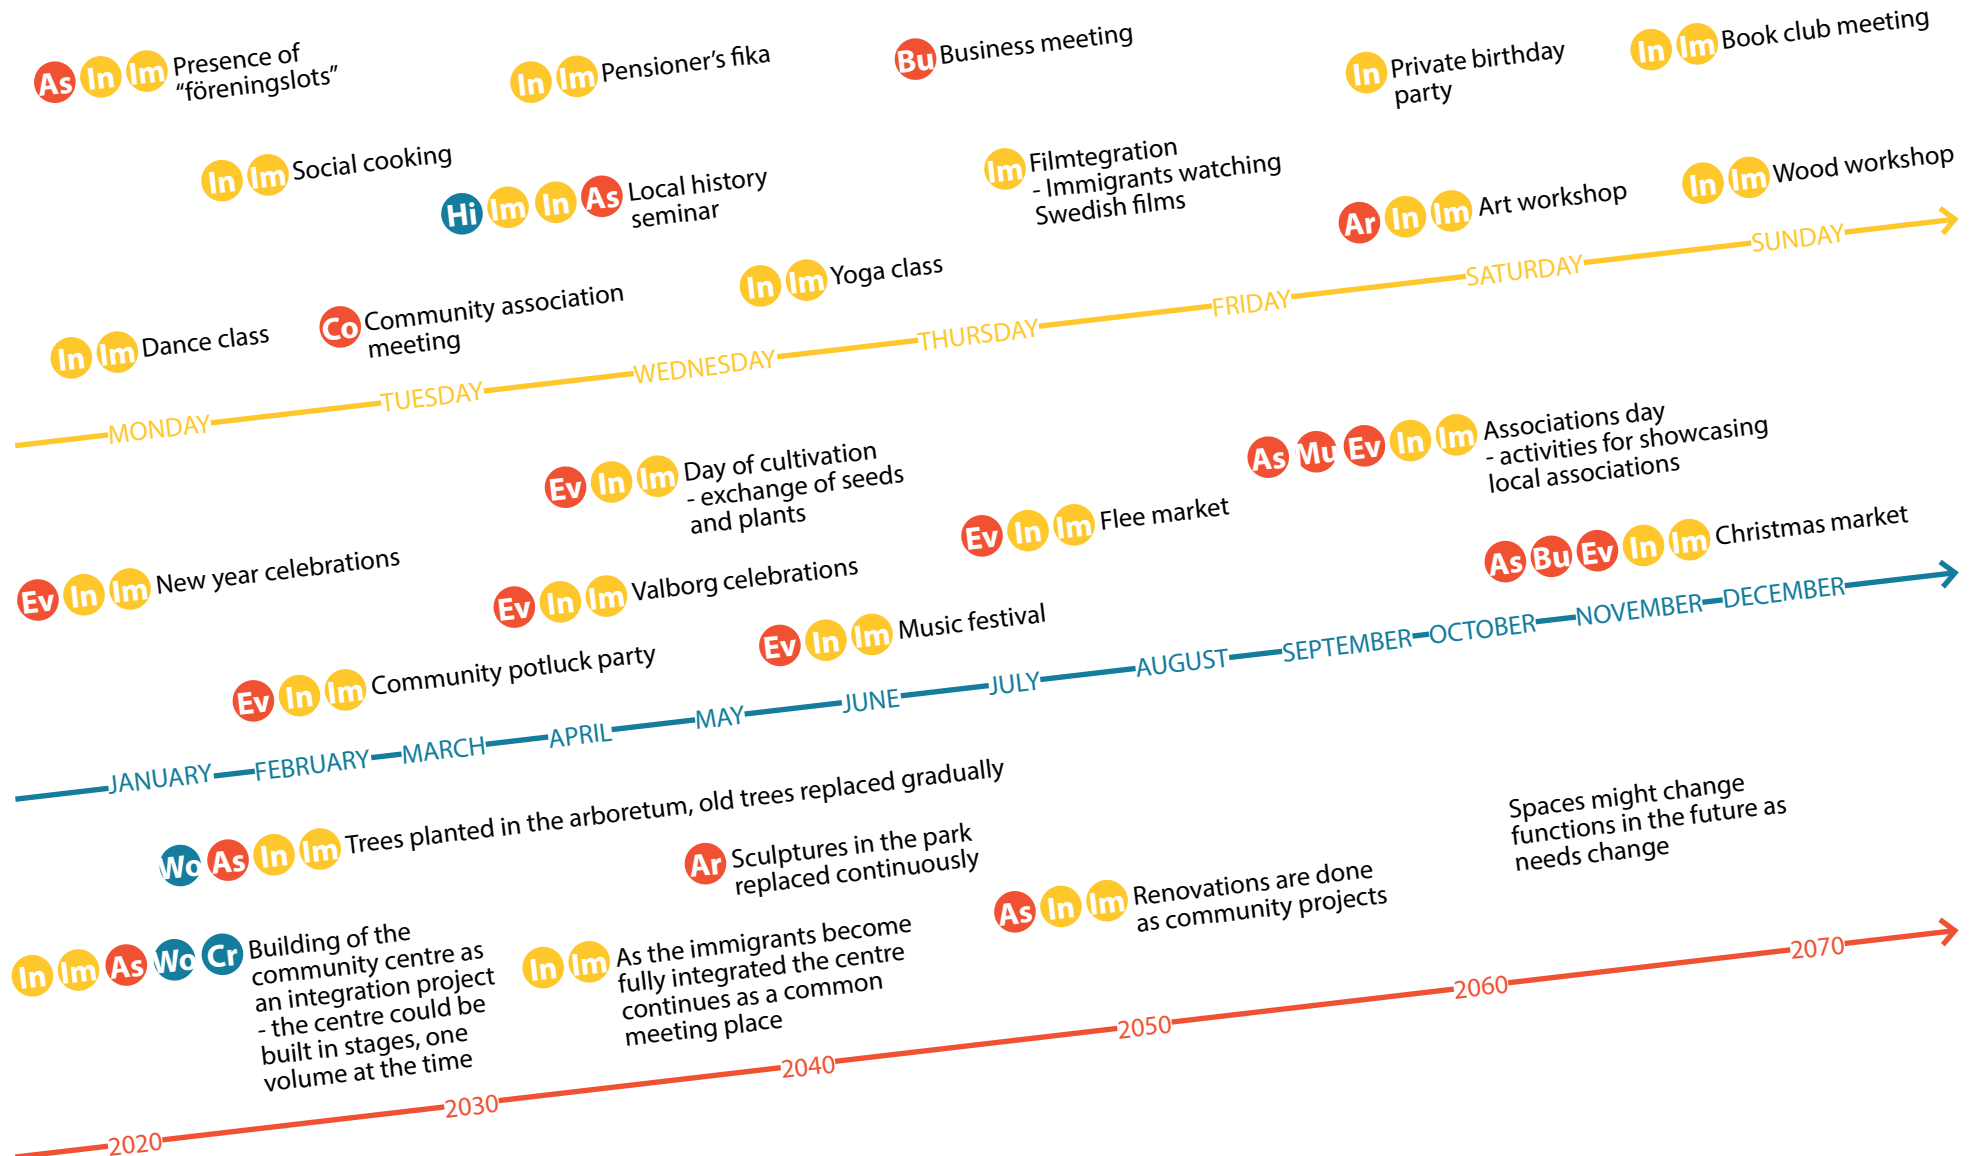 As In Im Presence of
“föreningslots”
In Im Pensioner’s fika
Bu Business meeting
In Private birthday
party
In Im Book club meeting
In Im Social cooking
Hi Im In As Local history
seminar
Im Filmtegration
- Immigrants watching
Swedish films
Ar In Im Art workshop
In Im Wood workshop
In Im Dance class
Co Community association
meeting
In Im Yoga class
MONDAY TUESDAY WEDNESDAY THURSDAY FRIDAY SATURDAY SUNDAY
Ev In Im New year celebrations
Ev In Im Day of cultivation
- exchange of seeds
and plants
Ev In Im Valborg celebrations
Ev In Im Flee market
As Mu Ev In Im Associations day
- activities for showcasing
local associations
As Bu Ev In Im Christmas market
Ev In Im Community potluck party
Ev In Im Music festival
JANUARY FEBRUARY MARCH APRIL MAY JUNE JULY AUGUST SEPTEMBER OCTOBER NOVEMBER DECEMBER
Wo As In Im Trees planted in the arboretum, old trees replaced gradually
Ar Sculptures in the park
replaced continuously
Spaces might change
functions in the future as
needs change
In Im As Wo Cr Building of the
community centre as
an integration project
- the centre could be
built in stages, one
volume at the time
In Im As the immigrants become
fully integrated the centre
continues as a common
meeting place
As In Im Renovations are done
as community projects
2020 2030 2040 2050 2060 2070